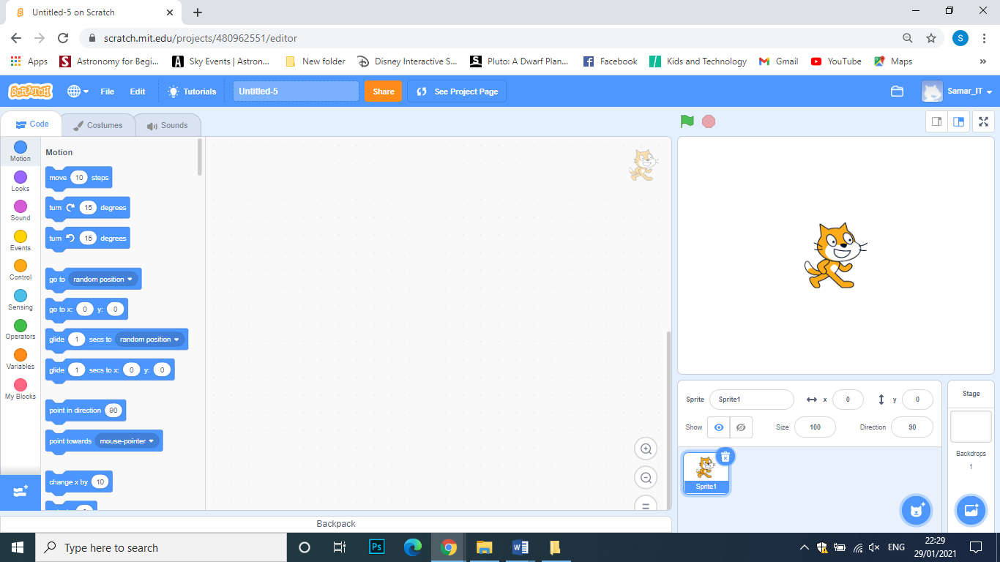 Untitled-5 on Scratch
scratch.mit.edu/projects/480962551/editor
S
Apps
Astronomy for Begi...
Sky Events | Astron...
New folder
Disney Interactive S...
Pluto: A Dwarf Plan...
Facebook
Kids and Technology
Gmail
YouTube
Maps
»
SCRATCH
File
Edit
Tutorials
Untitled-5
Share
See Project Page
Samar_IT
Code
Costumes
Sounds
Motion
Looks
Sound
Events
Control
Sensing
Operators
Variables
My Blocks
Motion
move 10 steps
turn 15 degrees
turn 15 degrees
go to random position
go to x: 0 y: 0
glide 1 secs to random position
glide 1 secs to x: 0 y: 0
point in direction 90
point towards mouse-pointer
change x by 10
Backpack
Sprite Sprite1 x 0 y 0
Show Size 100 Direction 90
Sprite1
Stage
Backdrops
1
Type here to search
Ps
ENG
22:29
29/01/2021